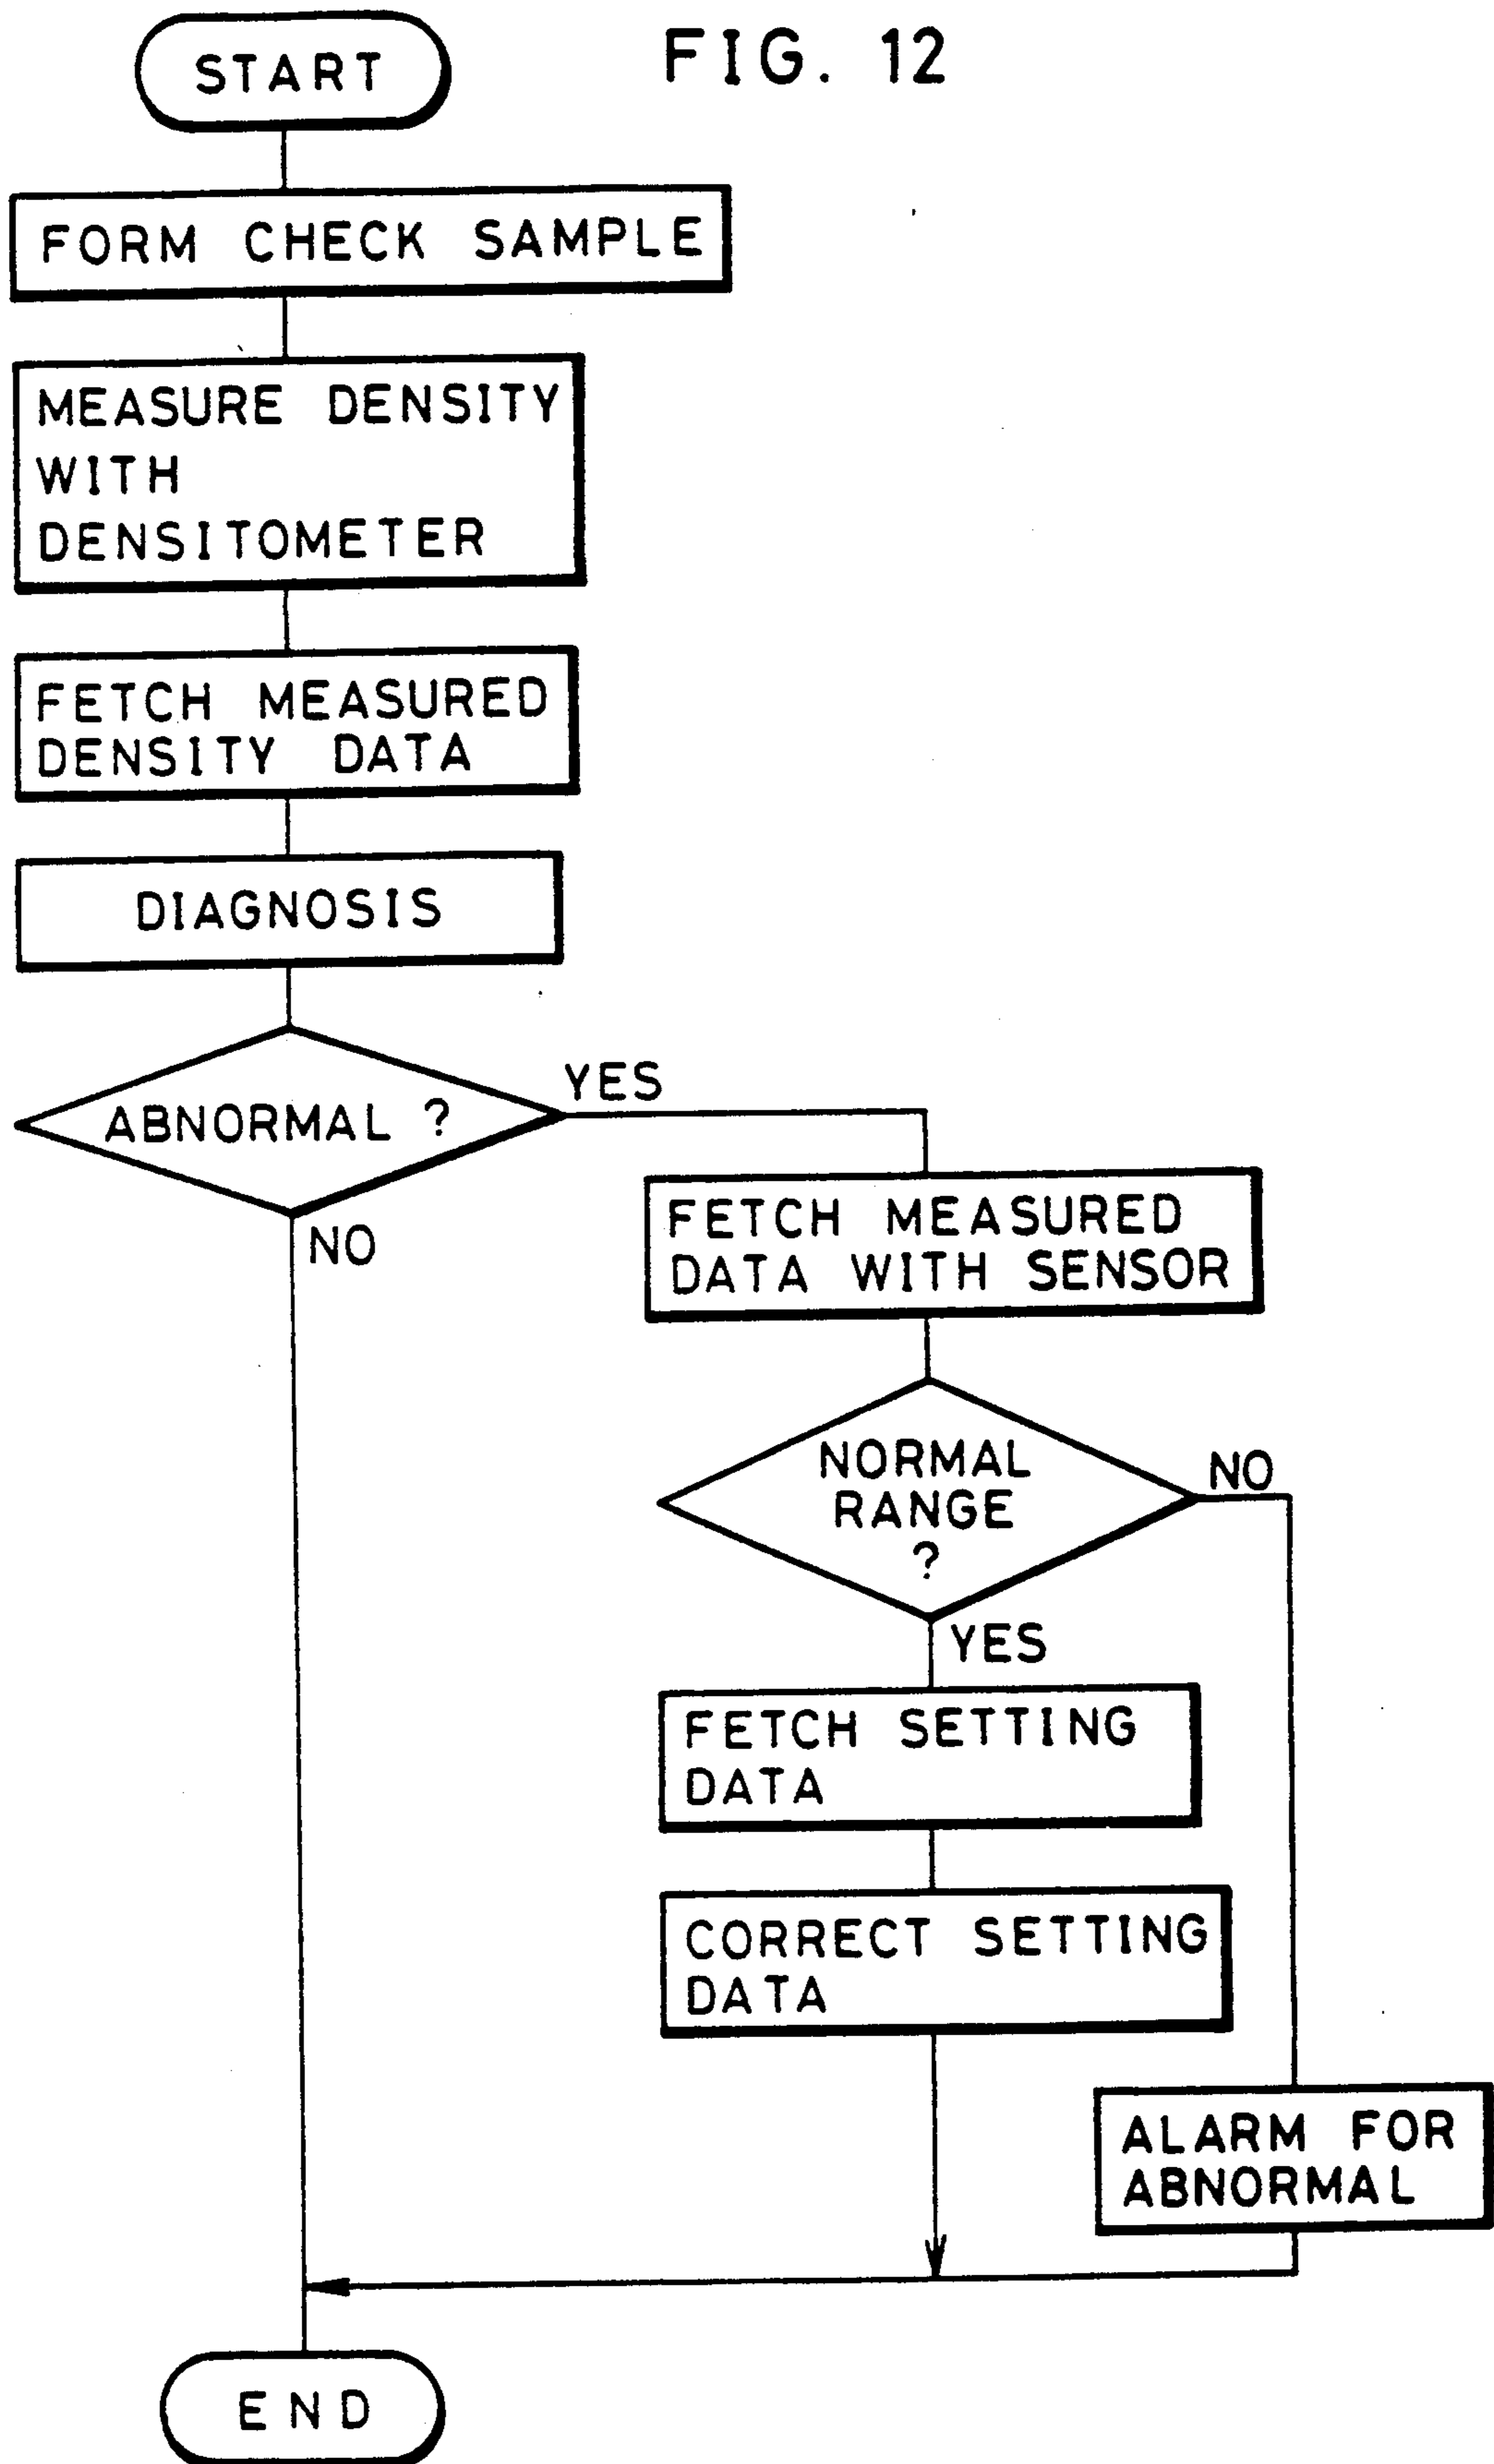 FIG. 12
START
FORM CHECK SAMPLE
MEASURE DENSITY
WITH
DENSITOMETER
FETCH MEASURED
DENSITY DATA
DIAGNOSIS
ABNORMAL ?
YES
NO
FETCH MEASURED
DATA WITH SENSOR
NORMAL
RANGE
?
NO
YES
FETCH SETTING
DATA
CORRECT SETTING
DATA
ALARM FOR
ABNORMAL
END